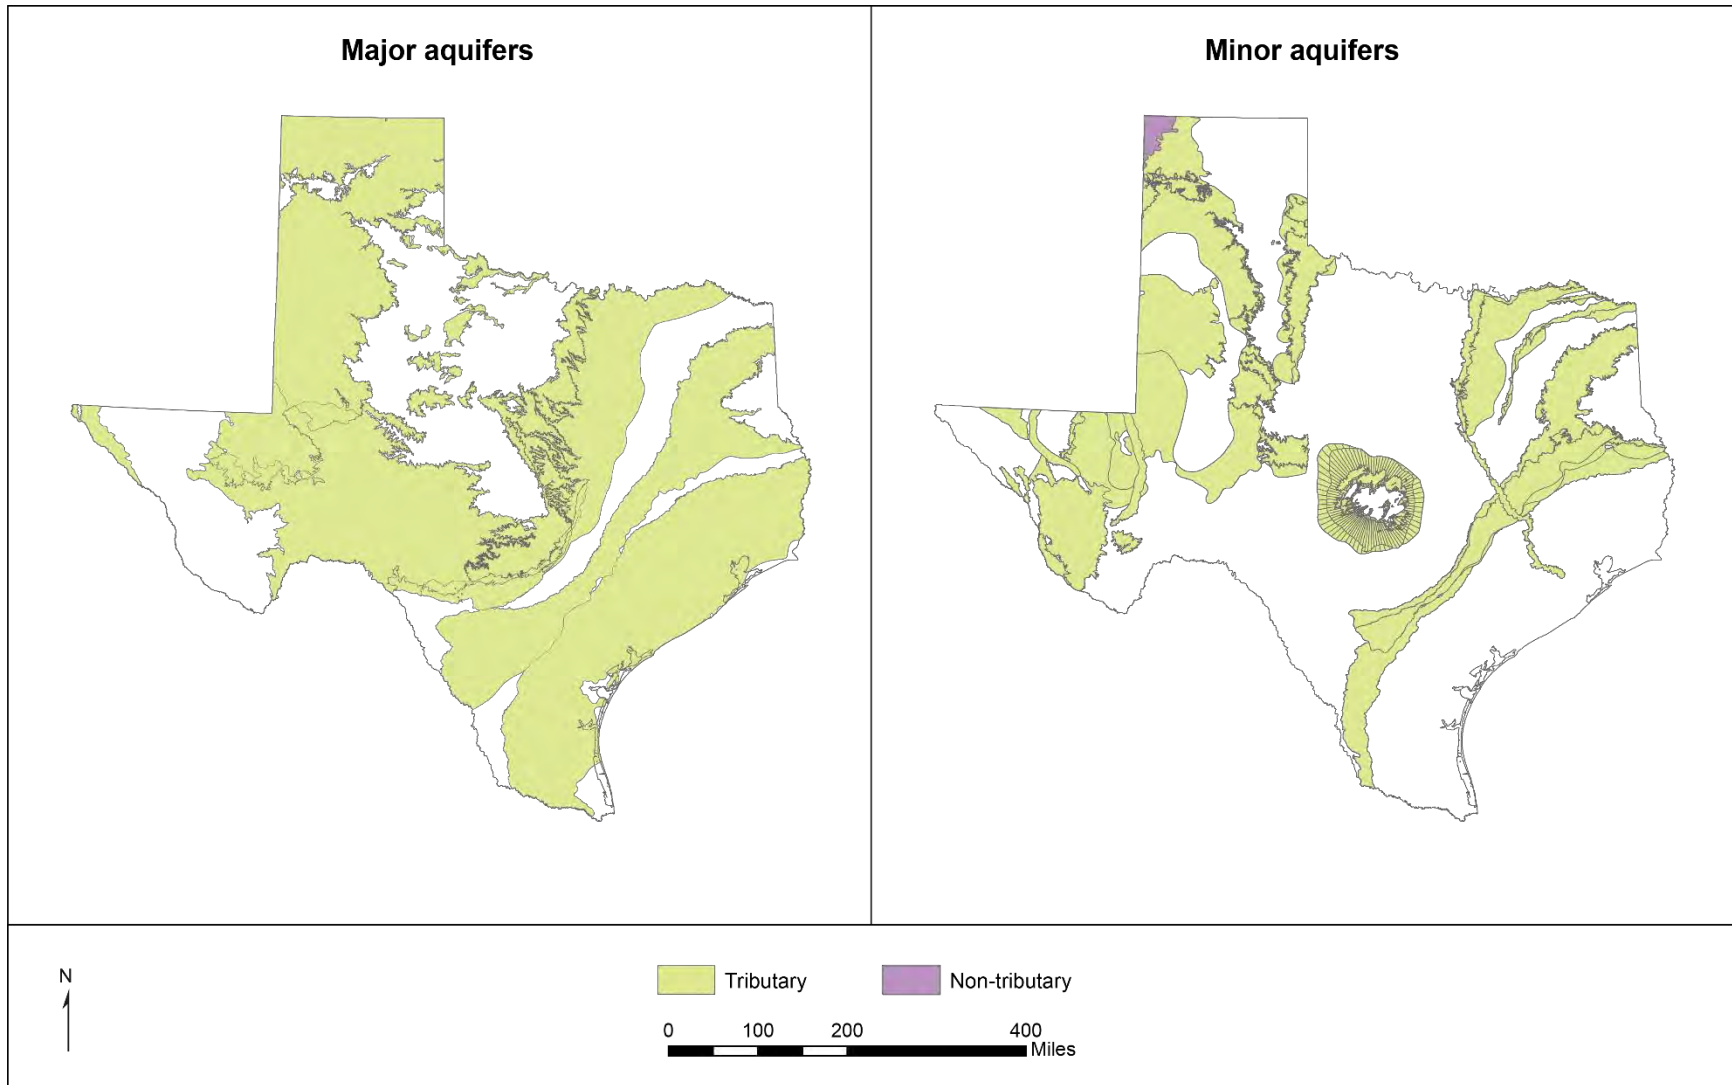 Major aquifers
Minor aquifers
N
Tributary
Non-tributary
0 100 200 400
Miles